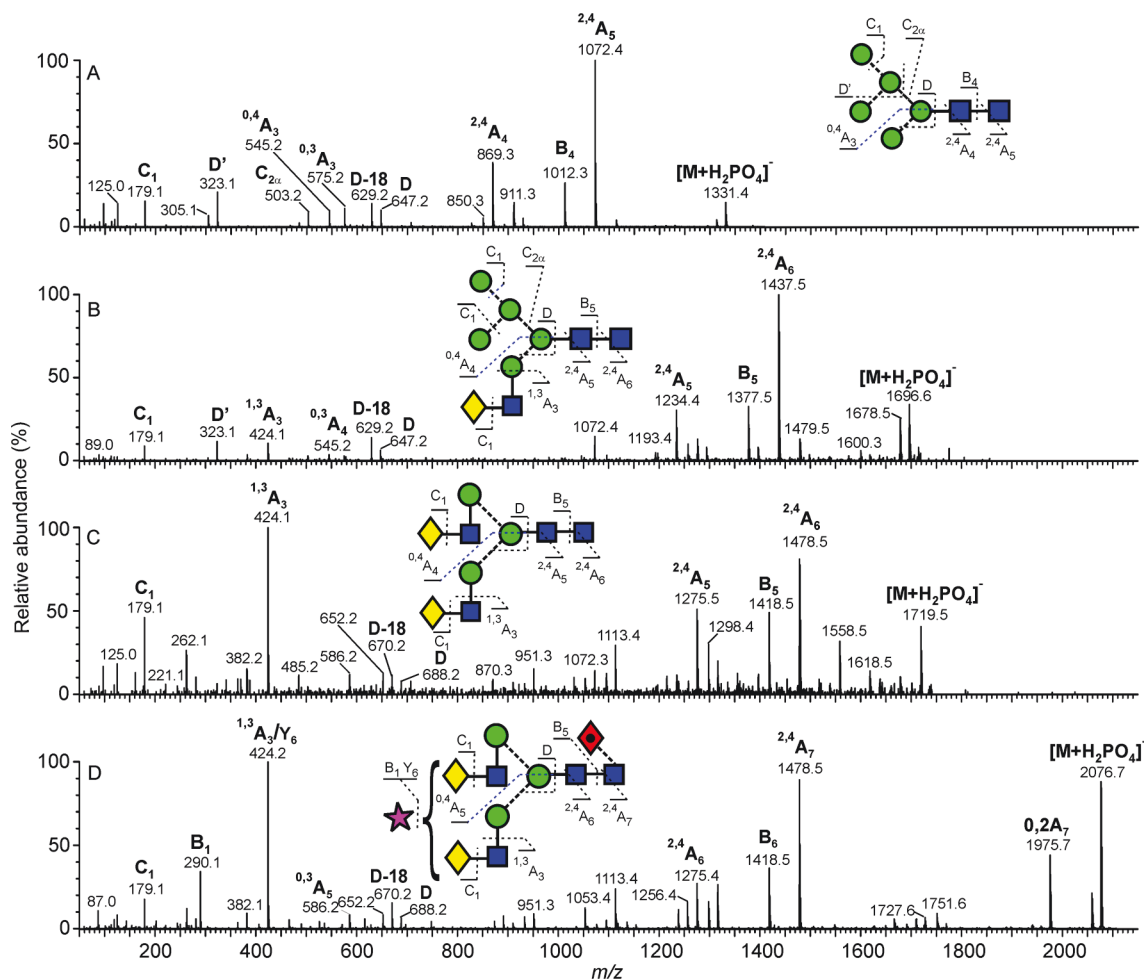 Relative abundance (%)
A
100
50
0
125.0
C₁
179.1
305.1
D'
323.1
C₂α
503.2
⁰,⁴A₃
545.2
⁰,³A₃
575.2
D-18
629.2
D
647.2
850.3
²,⁴A₄
869.3
911.3
B₄
1012.3
²,⁴A₅
1072.4
[M+H₂PO₄]⁻
1331.4
C₁
C₂α
D'
D
B₄
⁰,⁴A₃
²,⁴A₄
²,⁴A₅
B
100
50
0
89.0
C₁
179.1
D'
323.1
¹,³A₃
424.1
⁰,³A₄
545.2
D-18
629.2
D
647.2
1072.4
1193.4
²,⁴A₅
1234.4
B₅
1377.5
²,⁴A₆
1437.5
1479.5
1600.3
1678.5
[M+H₂PO₄]⁻
1696.6
C₁
C₂α
C₁
D
B₅
⁰,⁴A₄
²,⁴A₅
²,⁴A₆
¹,³A₃
C₁
C
100
50
0
125.0
C₁
179.1
221.1
262.1
382.2
¹,³A₃
424.1
485.2
586.2
652.2
D-18
670.2
D
688.2
870.3
951.3
1072.3
1113.4
²,⁴A₅
1275.5
1298.4
B₅
1418.5
²,⁴A₆
1478.5
1558.5
1618.5
[M+H₂PO₄]⁻
1719.5
C₁
D
B₅
⁰,⁴A₄
²,⁴A₅
²,⁴A₆
¹,³A₃
C₁
D
100
50
0
87.0
C₁
179.1
B₁
290.1
382.1
¹,³A₃/Y₆
424.2
⁰,³A₅
586.2
652.2
D-18
670.2
D
688.2
951.3
1053.4
1113.4
1256.4
²,⁴A₆
1275.4
B₆
1418.5
²,⁴A₇
1478.5
1727.6
1751.6
0,2A₇
1975.7
[M+H₂PO₄]⁻
2076.7
B₁ Y₆
C₁
D
B₅
⁰,⁴A₅
²,⁴A₆
²,⁴A₇
¹,³A₃
C₁
200 400 600 800 1000 1200 1400 1600 1800 2000
m/z